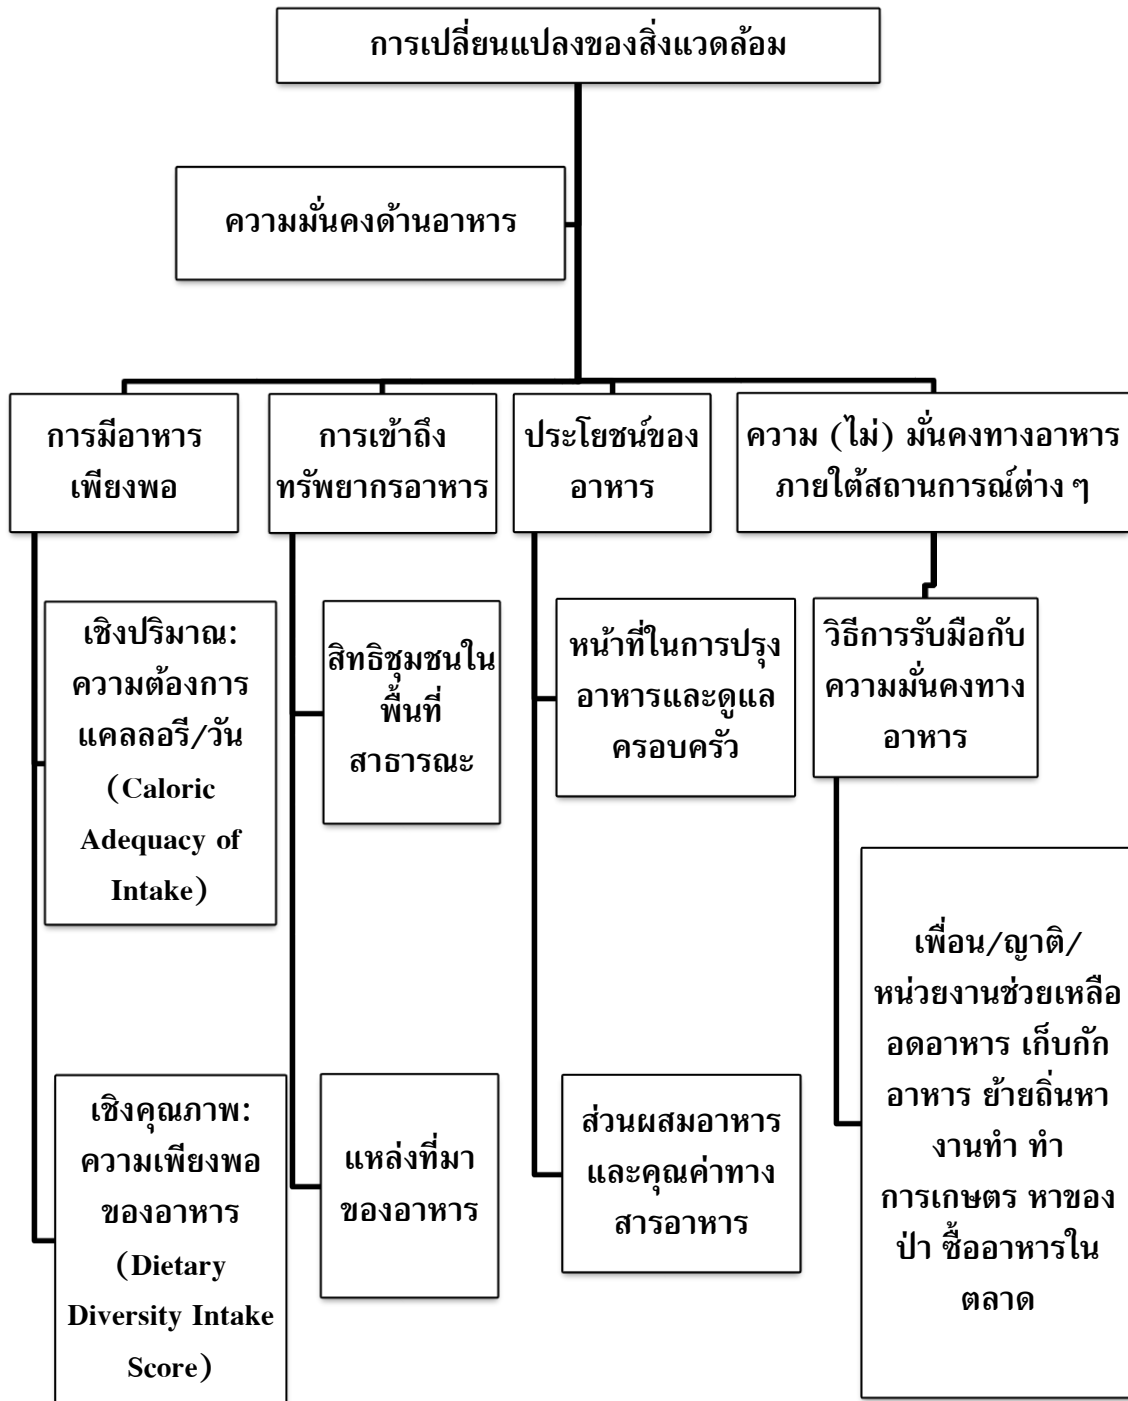 การเปลี่ยนแปลงของสิ่งแวดล้อม
ความมั่นคงด้านอาหาร
การมีอาหาร
เพียงพอ
การเข้าถึง
ทรัพยากรอาหาร
ประโยชน์ของ
อาหาร
ความ (ไม่) มั่นคงทางอาหาร
ภายใต้สถานการณ์ต่าง ๆ
เชิงปริมาณ:
ความต้องการ
แคลลอรี/วัน
(Caloric
Adequacy of
Intake)
สิทธิชุมชนใน
พื้นที่
สาธารณะ
หน้าที่ในการปรุง
อาหารและดูแล
ครอบครัว
วิธีการรับมือกับ
ความมั่นคงทาง
อาหาร
เชิงคุณภาพ:
ความเพียงพอ
ของอาหาร
(Dietary
Diversity Intake
Score)
แหล่งที่มา
ของอาหาร
ส่วนผสมอาหาร
และคุณค่าทาง
สารอาหาร
เพื่อน/ญาติ/
หน่วยงานช่วยเหลือ
อดอาหาร เก็บกัก
อาหาร ย้ายถิ่นหา
งานทำ ทำ
การเกษตร หาของ
ป่า ซื้ออาหารใน
ตลาด